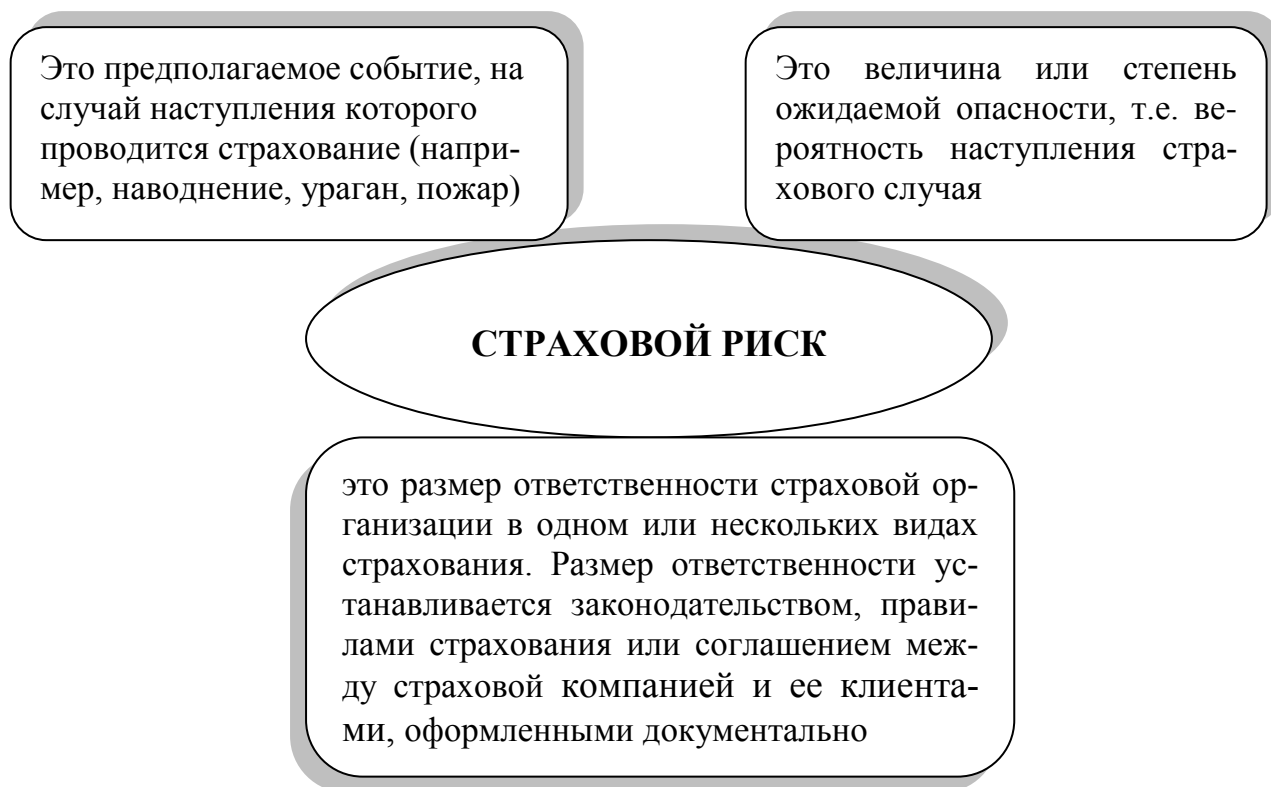 Это предполагаемое событие, на
случай наступления которого
проводится страхование (напри-
мер, наводнение, ураган, пожар)
Это величина или степень
ожидаемой опасности, т.е. ве-
роятность наступления стра-
хового случая
СТРАХОВОЙ РИСК
это размер ответственности страховой ор-
ганизации в одном или нескольких видах
страхования. Размер ответственности ус-
танавливается законодательством, прави-
лами страхования или соглашением меж-
ду страховой компанией и ее клиента-
ми, оформленными документально